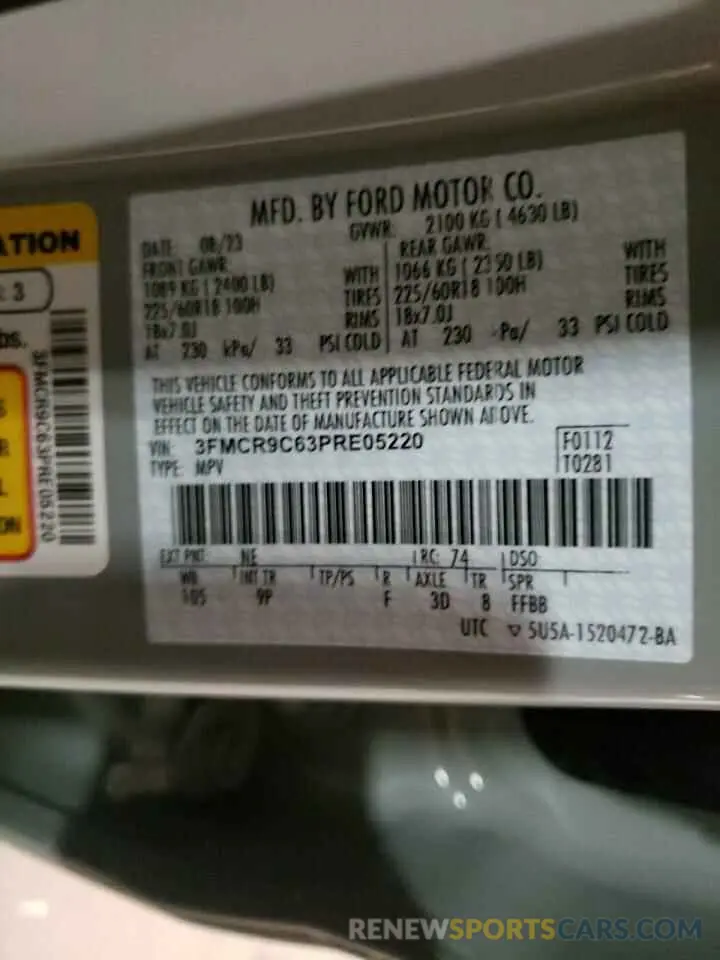 MFD. BY FORD MOTOR CO.
DATE: 08/23 GVWR: 2100 KG ( 4630 LB)
FRONT GAWR: REAR GAWR:
1089 KG ( 2400 LB) WITH 1066 KG ( 2350 LB) WITH
225/60R18 100H TIRES 225/60R18 100H TIRES
18x7.0J RIMS 18x7.0J RIMS
AT 230 kPa/ 33 PSI COLD AT 230 kPa/ 33 PSI COLD
THIS VEHICLE CONFORMS TO ALL APPLICABLE FEDERAL MOTOR
VEHICLE SAFETY AND THEFT PREVENTION STANDARDS IN
EFFECT ON THE DATE OF MANUFACTURE SHOWN ABOVE.
VIN: 3FMCR9C63PRE05220 F0112
TYPE: MPV T0281
EXT PNT: NE RC: 74 DSO
WB INT TR TP/PS R AXLE TR SPR
105 9P F 3D 8 FFBB
UTC ▽ 5U5A-1520472-BA
ATION
3
bs.
3FMCR9C63PRE05220
S
R
L
ON
RENEWSPORTSCARS.COM